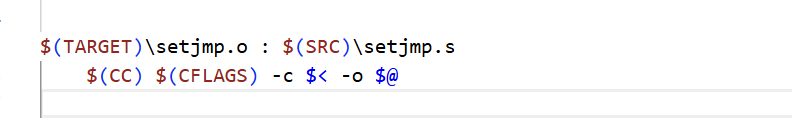 $(TARGET)\setjmp.o : $(SRC)\setjmp.s
$(CC) $(CFLAGS) -c $< -o $@